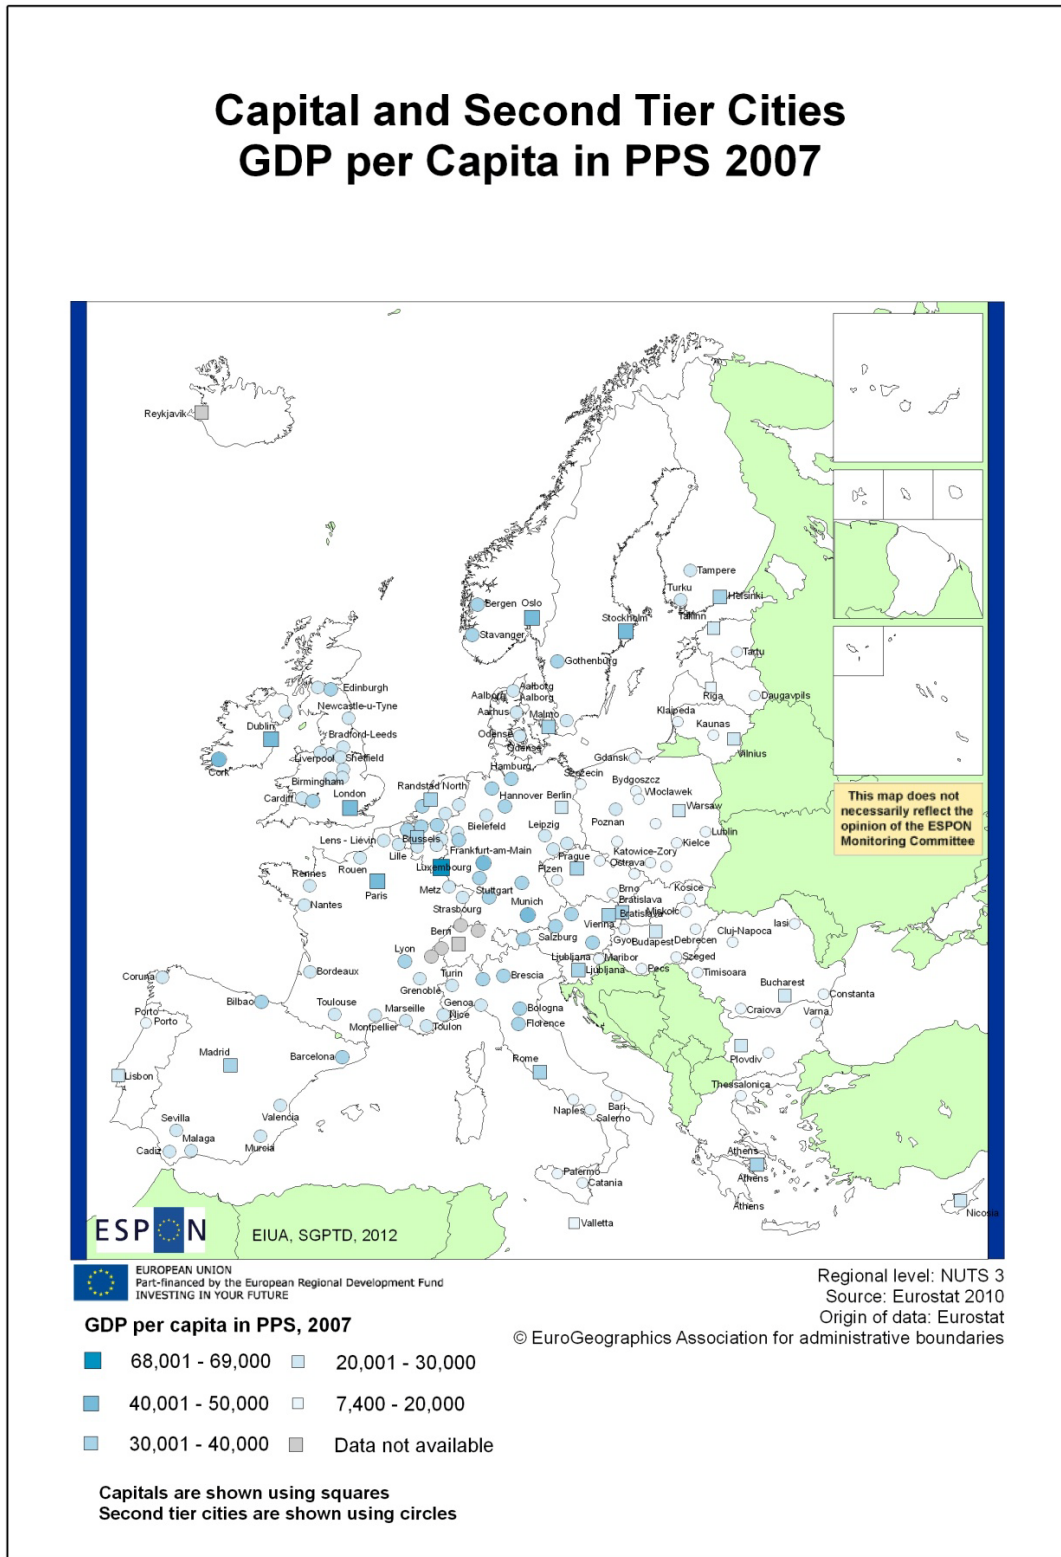 Capital and Second Tier Cities
GDP per Capita in PPS 2007
Reykjavik
Tampere
Turku
Helsinki
Bergen
Oslo
Stockholm
Tallinn
Stavanger
Tartu
Gothenburg
Edinburgh
Aalborg
Aalborg
Aalborg
Riga
Daugavpils
Newcastle-u-Tyne
Aarhus
Malmo
Klajpeda
Kaunas
Dublin
Bradford-Leeds
Odense
Odense
Vilnius
Cork
Liverpool
Sheffield
Hamburg
Gdansk
Szczecin
Birmingham
Randstad North
Bydgoszcz
Cardiff
London
Hannover
Berlin
Wloclawek
Warsaw
Bielefeld
Leipzig
Poznan
Lublin
Lens - Liévin
Brussels
Lille
Frankfurt-am-Main
Prague
Katowice-Zory
Kielce
Rouen
Luxembourg
Plzen
Ostrava
Rennes
Paris
Metz
Stuttgart
Brno
Kosice
Nantes
Strasbourg
Munich
Bratislava
Bratislava
Miskolc
Bern
Vienna
Iasi
Salzburg
Gyor
Budapest
Debrecen
Cluj-Napoca
Lyon
Ljubljana
Maribor
Szeged
Coruna
Bordeaux
Turin
Brescia
Ljubljana
Pecs
Timisoara
Grenoble
Bucharest
Constanta
Bilbao
Toulouse
Marseille
Genoa
Nice
Bologna
Craiova
Varna
Porto
Porto
Montpellier
Toulon
Florence
Madrid
Barcelona
Rome
Plovdiv
Lisbon
Thessalonica
Sevilla
Valencia
Naples
Bari
Salerno
Malaga
Cadiz
Murcia
Athens
Athens
Athens
Palermo
Catania
Valletta
Nicosia
This map does not
necessarily reflect the
opinion of the ESPON
Monitoring Committee
ESPON
EIUA, SGPTD, 2012
EUROPEAN UNION
Part-financed by the European Regional Development Fund
INVESTING IN YOUR FUTURE
Regional level: NUTS 3
Source: Eurostat 2010
Origin of data: Eurostat
© EuroGeographics Association for administrative boundaries
GDP per capita in PPS, 2007
68,001 - 69,000
20,001 - 30,000
40,001 - 50,000
7,400 - 20,000
30,001 - 40,000
Data not available
Capitals are shown using squares
Second tier cities are shown using circles